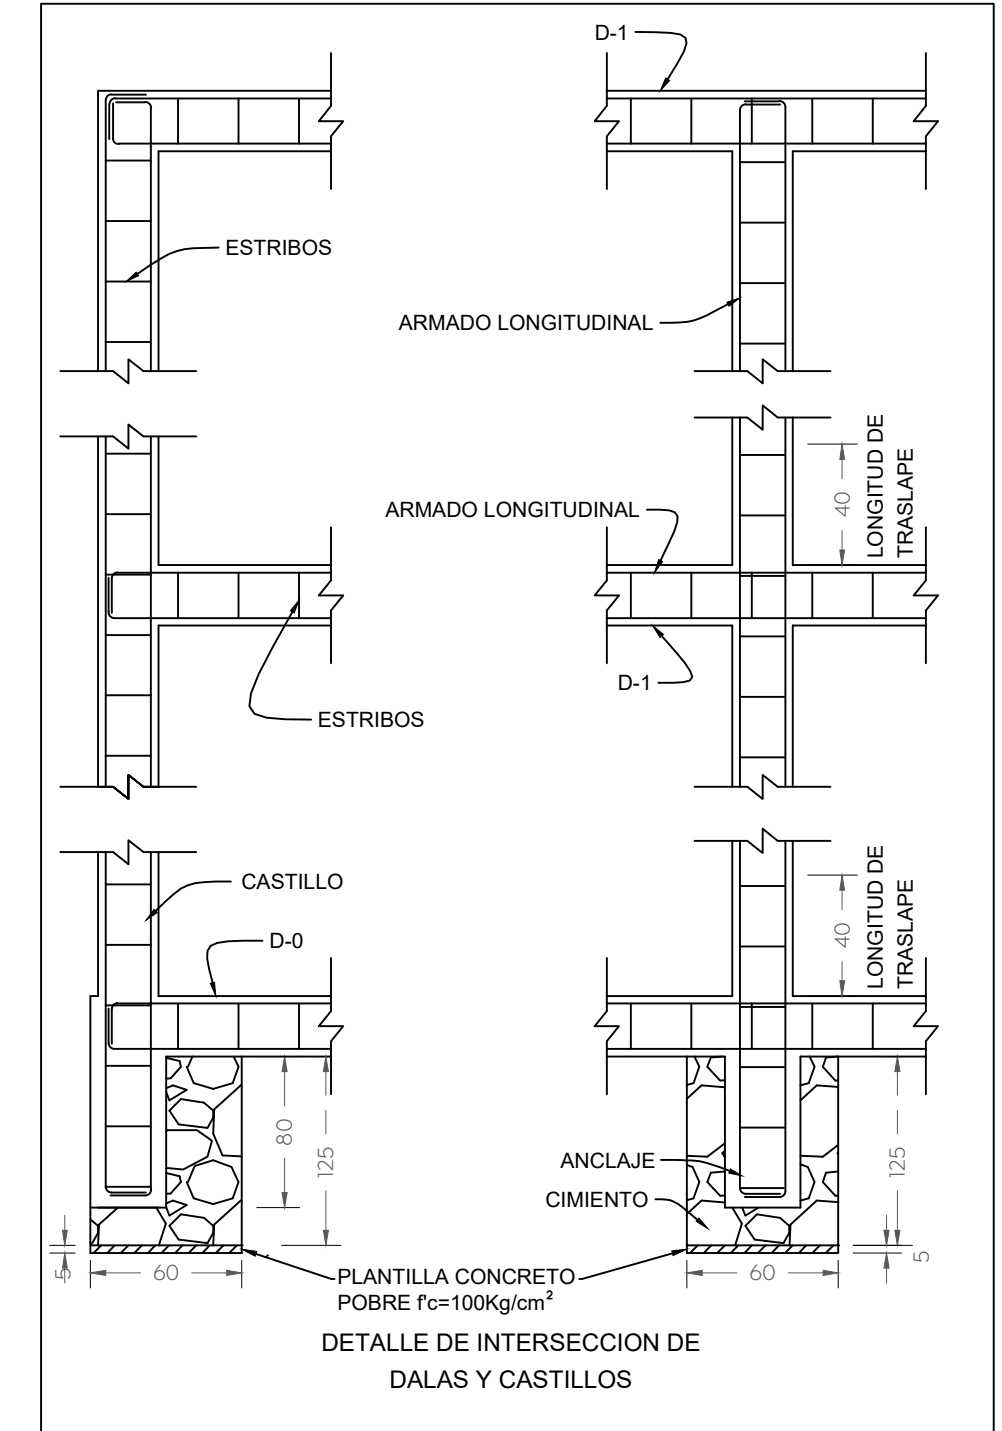 D-1
ESTRIBOS
ARMADO LONGITUDINAL
LONGITUD DE
TRASLAPE
40
ARMADO LONGITUDINAL
D-1
ESTRIBOS
CASTILLO
LONGITUD DE
TRASLAPE
40
D-0
80
125
ANCLAJE
125
CIMIENTO
5
60
60
5
PLANTILLA CONCRETO
POBRE f'c=100Kg/cm²
DETALLE DE INTERSECCION DE
DALAS Y CASTILLOS